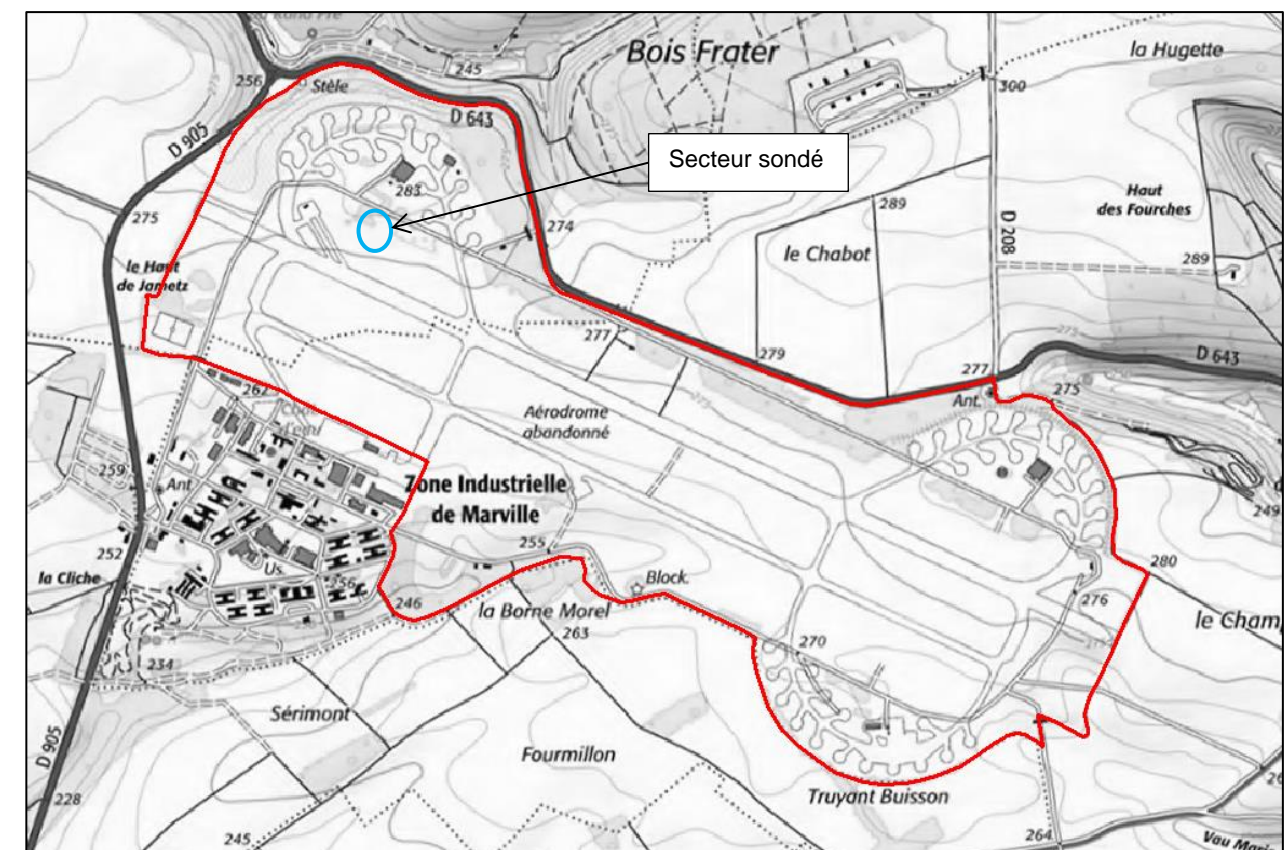 Bois Frater
la Hugette
245
256
Stèle
300
D 643
D 905
Secteur sondé
283
Haut
des Fourches
275
274
289
D 208
le Chabot
289
le Haut
de Jametz
277
279
D 643
277
Ant.
275
262
Aérodrome
abandonné
259
Ant
Zone Industrielle
de Marville
249
252
255
Us.
256
la Cliche
Block.
280
246
la Borne Morel
276
le Cham
263
234
270
Sérimont
D 905
Fourmillon
Truyant Buisson
228
245
264